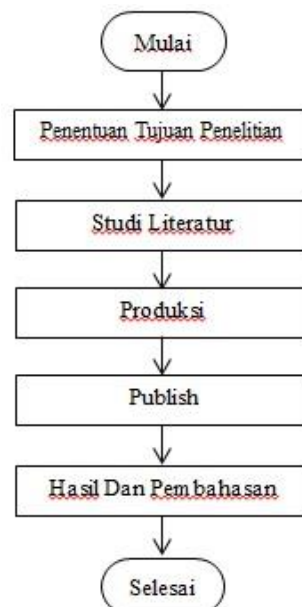 Mulai
Penentuan Tujuan Penelitian
Studi Literatur
Produksi
Publish
Hasil Dan Pembahasan
Selesai